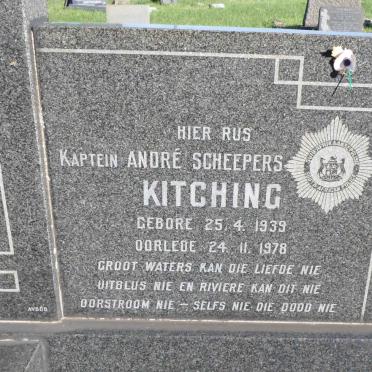 HIER RUS
KAPTEIN ANDRÉ SCHEEPERS
KITCHING
GEBORE 25. 4. 1939
OORLEDE 24. 11. 1978
GROOT WATERS KAN DIE LIEFDE NIE
UITBLUS NIE EN RIVIERE KAN DIT NIE
OORSTROOM NIE – SELFS NIE DIE DOOD NIE
AVBOB